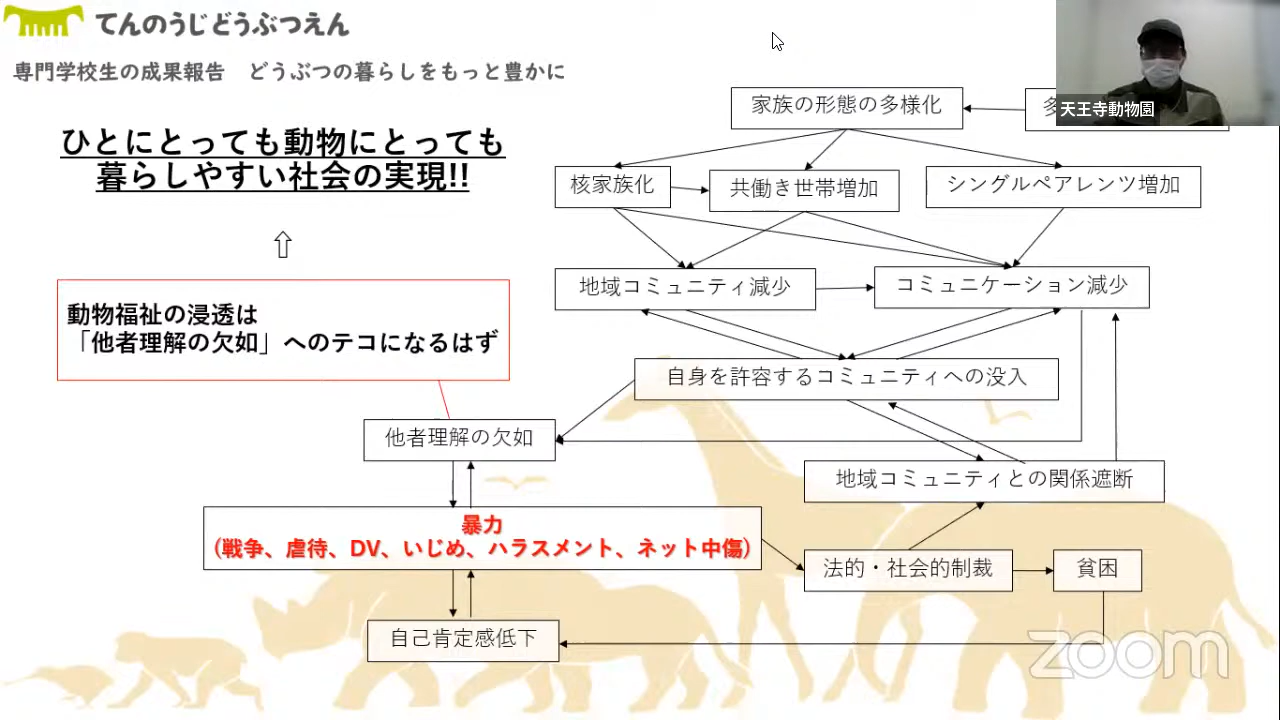 てんのうじどうぶつえん
専門学校生の成果報告　どうぶつの暮らしをもっと豊かに
ひとにとっても動物にとっても
暮らしやすい社会の実現!!
動物福祉の浸透は
「他者理解の欠如」へのテコになるはず
家族の形態の多様化
多
天王寺動物園
核家族化
共働き世帯増加
シングルペアレンツ増加
地域コミュニティ減少
コミュニケーション減少
自身を許容するコミュニティへの没入
他者理解の欠如
地域コミュニティとの関係遮断
暴力
(戦争、虐待、DV、いじめ、ハラスメント、ネット中傷)
法的・社会的制裁
貧困
自己肯定感低下
zoom